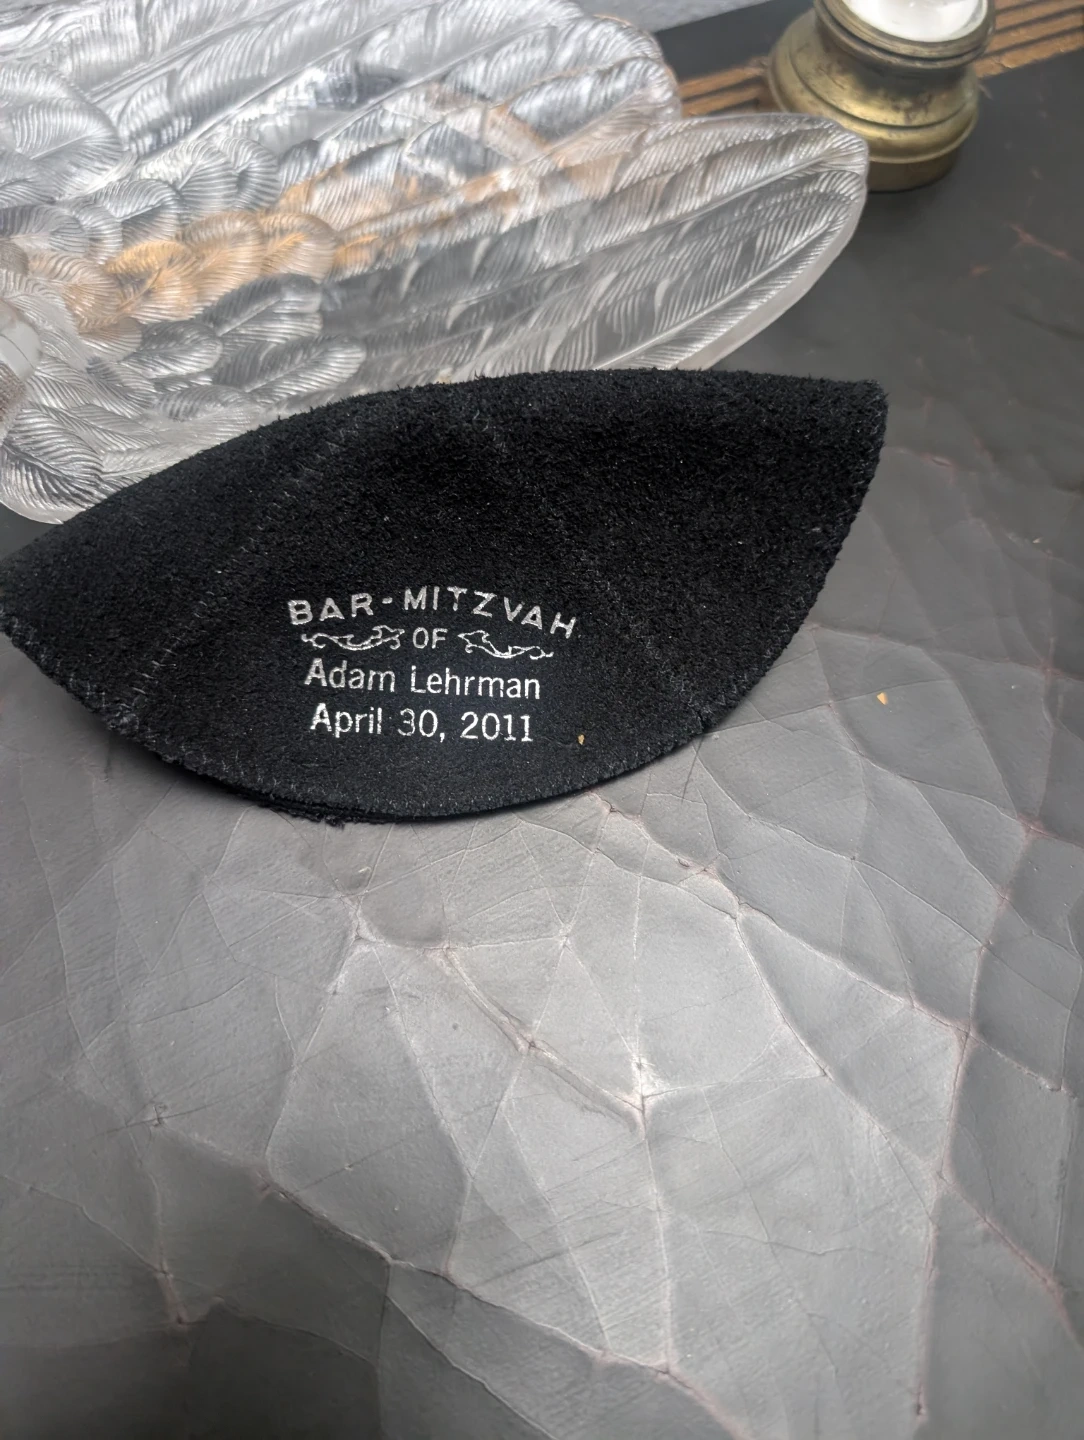 BAR-MITZVAH
OF
Adam Lehrman
April 30, 2011